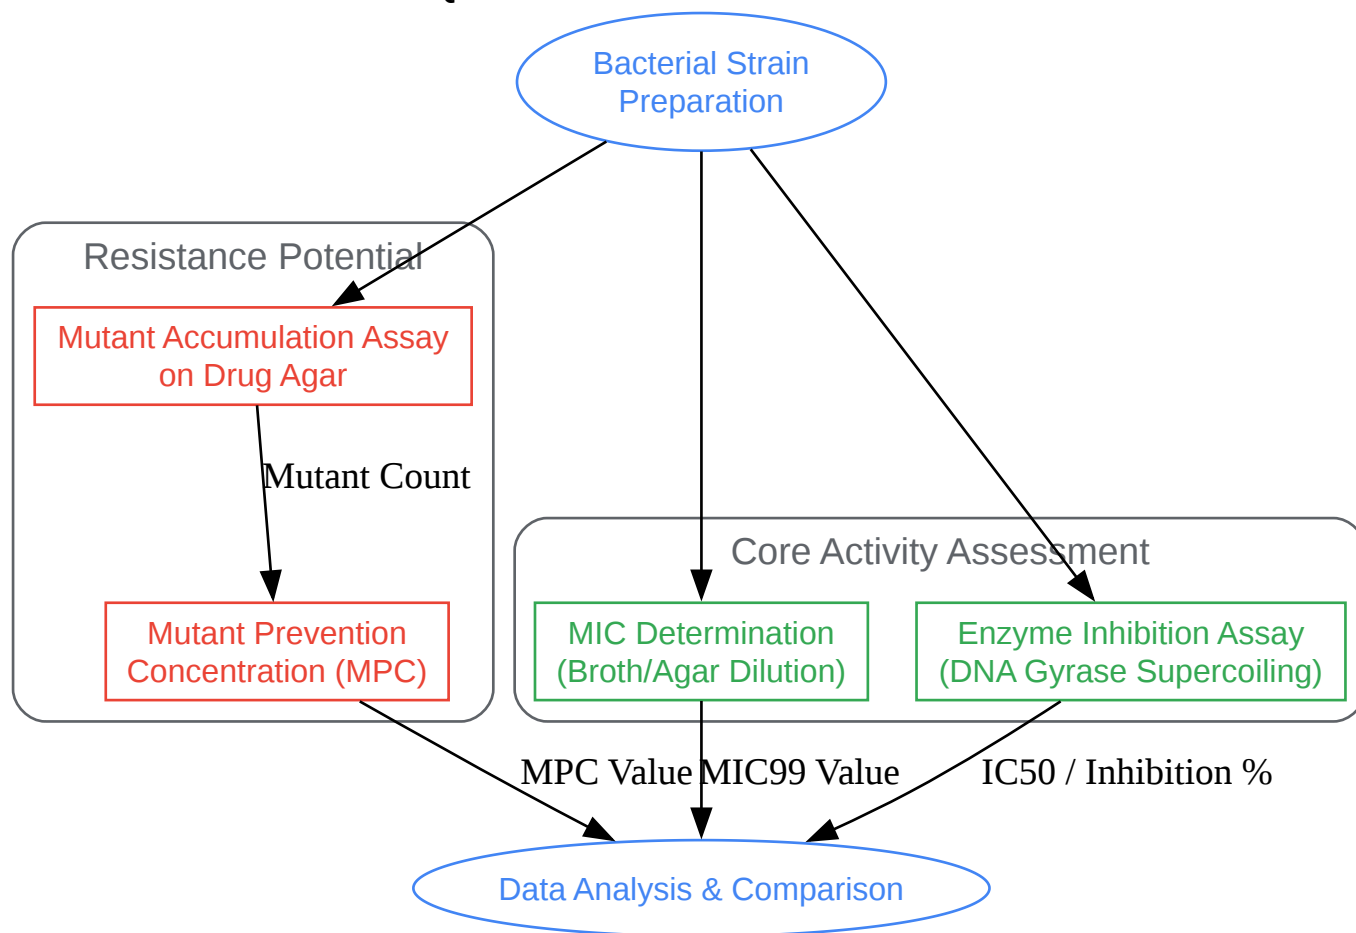 Bacterial Strain
Preparation
Resistance Potential
Mutant Accumulation Assay
on Drug Agar
Mutant Count
Core Activity Assessment
Mutant Prevention
Concentration (MPC)
MIC Determination
(Broth/Agar Dilution)
Enzyme Inhibition Assay
(DNA Gyrase Supercoiling)
MPC Value
MIC99 Value
IC50 / Inhibition %
Data Analysis & Comparison